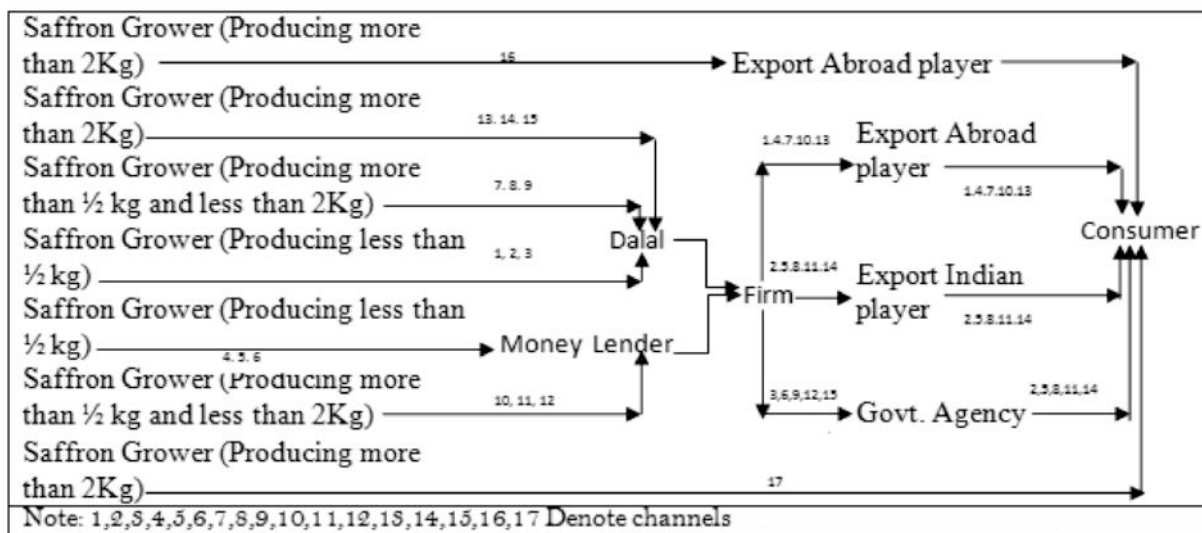 Saffron Grower (Producing more
than 2Kg) 16 Export Abroad player
Saffron Grower (Producing more
than 2Kg) 13. 14. 15 1.4.7.10.13 Export Abroad
player 1.4.7.10.13
Saffron Grower (Producing more
than ½ kg and less than 2Kg) 7. 8. 9
Dalal Consumer
Saffron Grower (Producing less than
½ kg) 1, 2, 3 2.5.8.11.14 Export Indian
Firm player 2.5.8.11.14
Saffron Grower (Producing less than
½ kg) 4. 5. 6 Money Lender
Saffron Grower (Producing more
than ½ kg and less than 2Kg) 10, 11, 12 3,6,9,12,15 Govt. Agency 2,5,8,11,14
Saffron Grower (Producing more
than 2Kg) 17
Note: 1,2,3,4,5,6,7,8,9,10,11,12,13,14,15,16,17 Denote channels